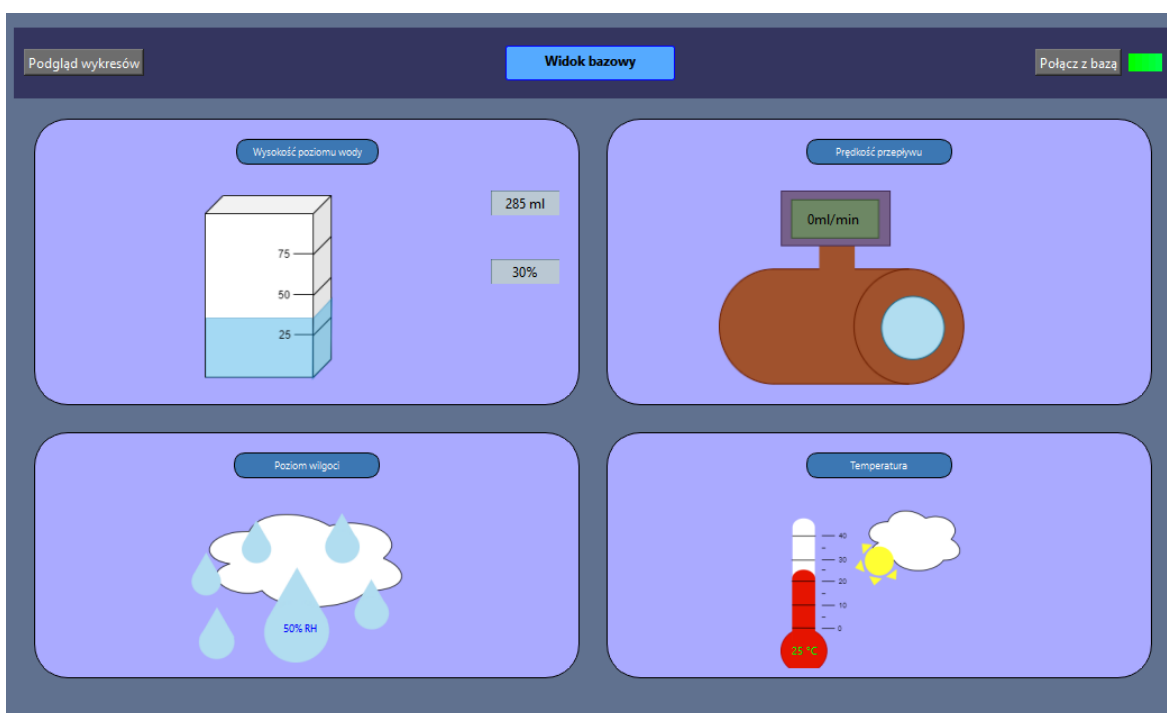 Podgląd wykresów
Widok bazowy
Połącz z bazą
Wysokość poziomu wody
285 ml
30%
75
50
25
Prędkość przepływu
0ml/min
Poziom wilgoci
50% RH
Temperatura
40
30
20
10
0
25 °C